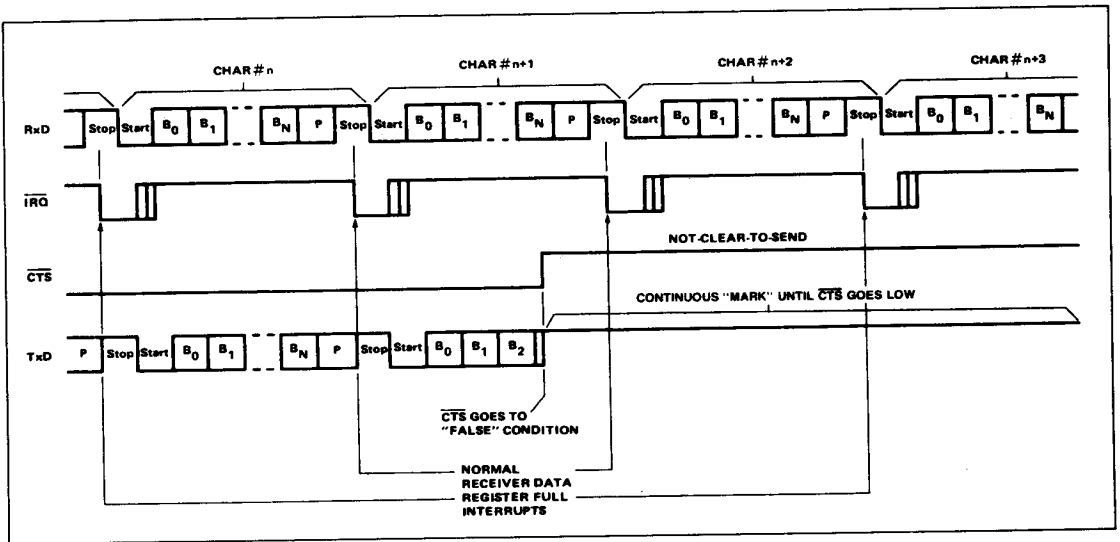 CHAR#n CHAR#n+1 CHAR#n+2 CHAR#n+3
RxD Stop Start B0 B1 BN P Stop Start B0 B1 BN P Stop Start B0 B1 BN P Stop Start B0 B1 BN
IRQ
NOT-CLEAR-TO-SEND
CTS
CONTINUOUS "MARK" UNTIL CTS GOES LOW
TxD P Stop Start B0 B1 BN P Stop Start B0 B1 B2
CTS GOES TO
"FALSE" CONDITION
NORMAL
RECEIVER DATA
REGISTER FULL
INTERRUPTS